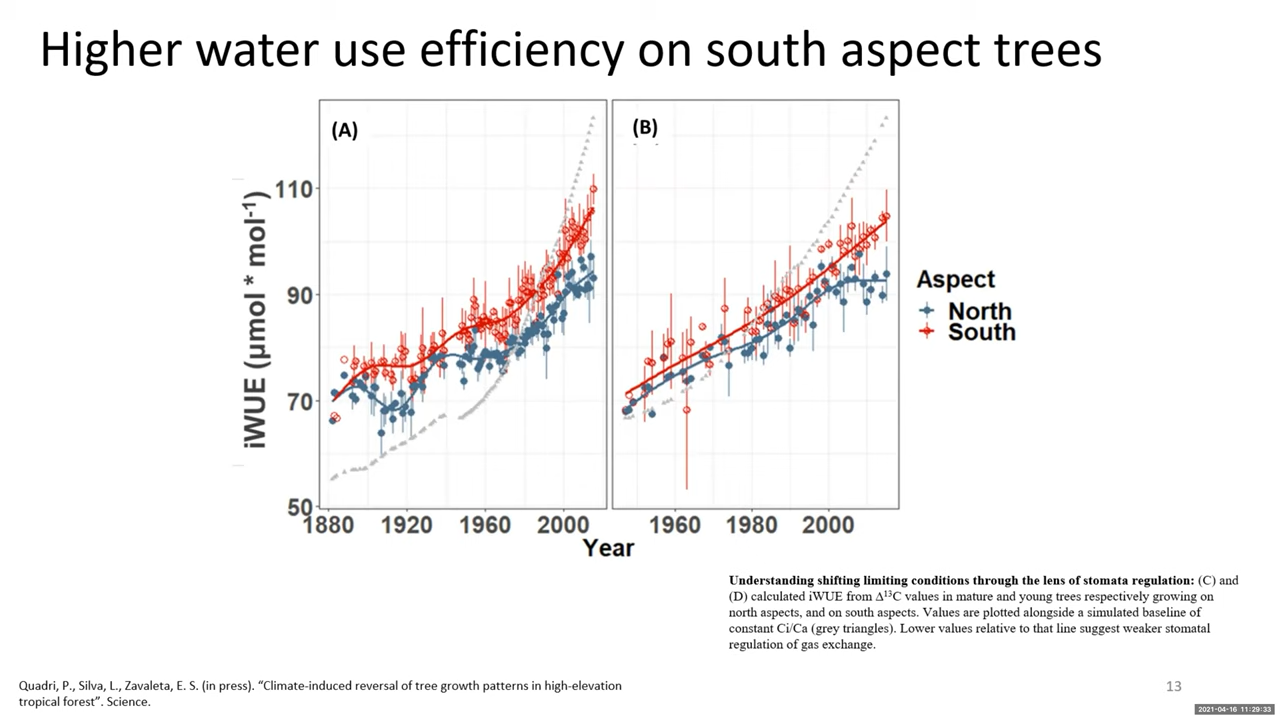 Higher water use efficiency on south aspect trees
(A)
(B)
iWUE (µmol * mol⁻¹)
110
90
70
50
1880 1920 1960 2000
1960 1980 2000
Year
Aspect
North
South
Understanding shifting limiting conditions through the lens of stomata regulation: (C) and
(D) calculated iWUE from Δ¹³C values in mature and young trees respectively growing on
north aspects, and on south aspects. Values are plotted alongside a simulated baseline of
constant Ci/Ca (grey triangles). Lower values relative to that line suggest weaker stomatal
regulation of gas exchange.
Quadri, P., Silva, L., Zavaleta, E. S. (in press). “Climate-induced reversal of tree growth patterns in high-elevation
tropical forest”. Science.
13
2021-04-16 11:29:33